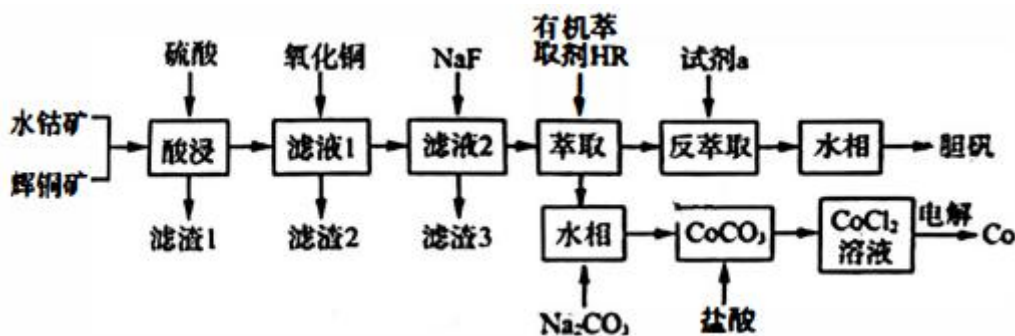 有机萃
取剂HR
硫酸
氧化铜
NaF
试剂a
水钴矿
辉铜矿
酸浸
滤液1
滤液2
萃取
反萃取
水相
胆矾
滤渣1
滤渣2
滤渣3
水相
CoCO₃
CoCl₂
溶液
电解
Co
Na₂CO₃
盐酸